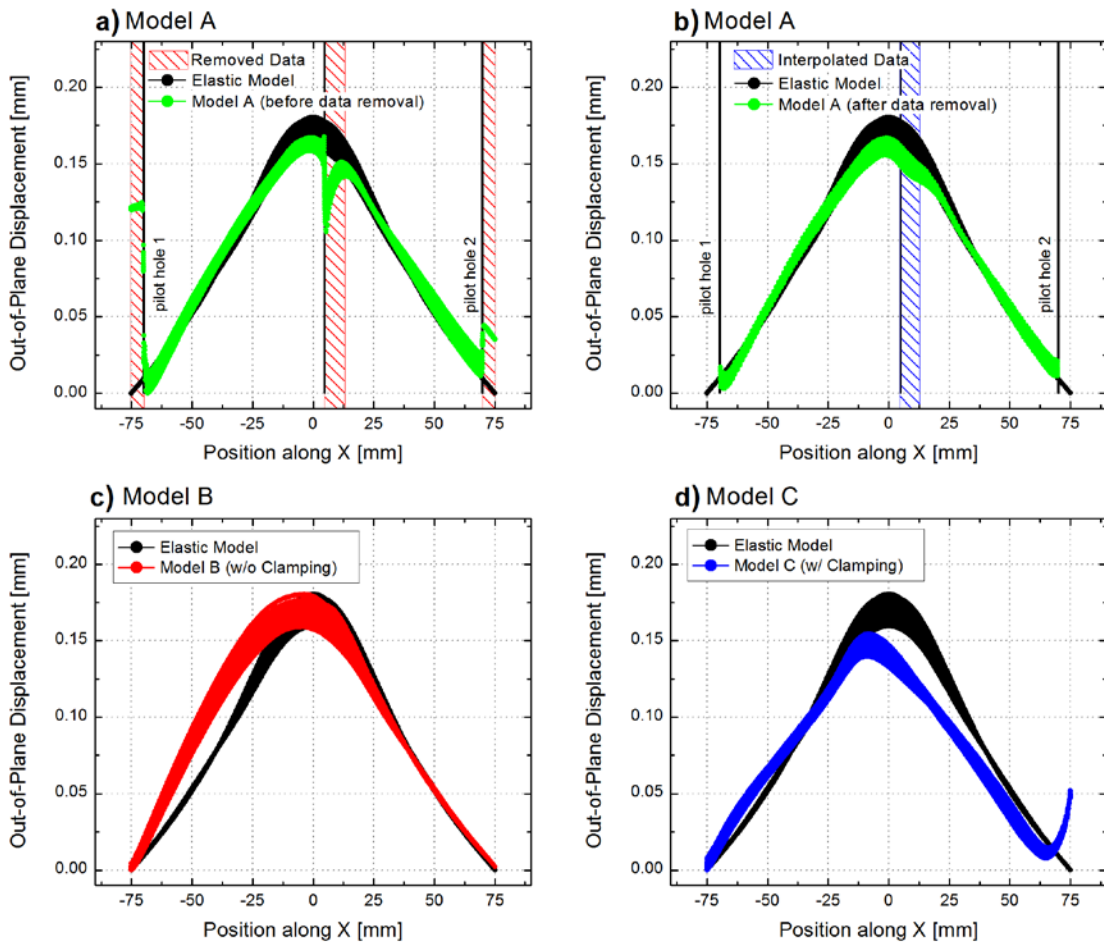 a) Model A
Removed Data
Elastic Model
Model A (before data removal)
Out-of-Plane Displacement [mm]
0.20
0.15
0.10
0.05
0.00
pilot hole 1
pilot hole 2
-75 -50 -25 0 25 50 75
Position along X [mm]
b) Model A
Interpolated Data
Elastic Model
Model A (after data removal)
Out-of-Plane Displacement [mm]
0.20
0.15
0.10
0.05
0.00
pilot hole 1
pilot hole 2
-75 -50 -25 0 25 50 75
Position along X [mm]
c) Model B
Elastic Model
Model B (w/o Clamping)
Out-of-Plane Displacement [mm]
0.20
0.15
0.10
0.05
0.00
-75 -50 -25 0 25 50 75
Position along X [mm]
d) Model C
Elastic Model
Model C (w/ Clamping)
Out-of-Plane Displacement [mm]
0.20
0.15
0.10
0.05
0.00
-75 -50 -25 0 25 50 75
Position along X [mm]